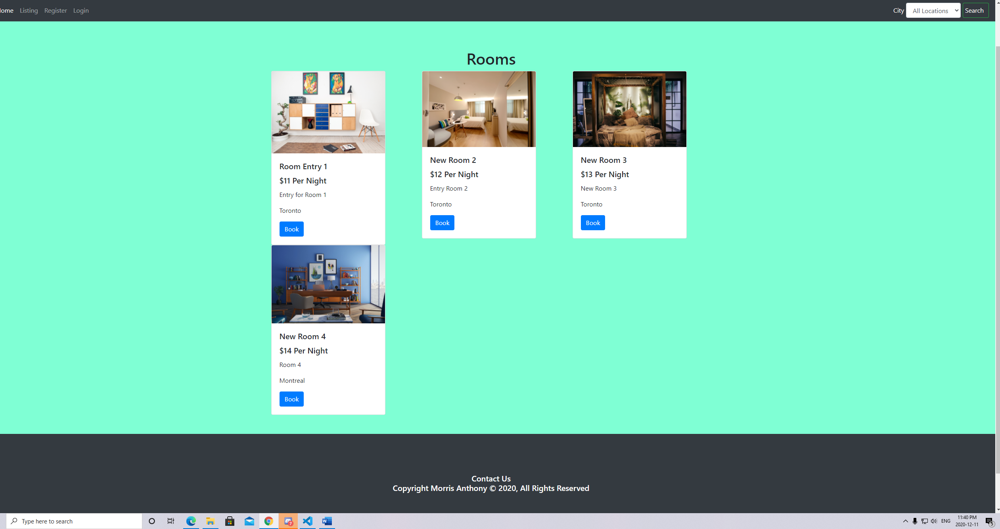 Home Listing Register Login City All Locations Search
Rooms
Room Entry 1
$11 Per Night
Entry for Room 1
Toronto
Book
New Room 2
$12 Per Night
Entry Room 2
Toronto
Book
New Room 3
$13 Per Night
New Room 3
Toronto
Book
New Room 4
$14 Per Night
Room 4
Montreal
Book
Contact Us
Copyright Morris Anthony © 2020, All Rights Reserved
Type here to search
7
ENG
11:40 PM
2020-12-11
5